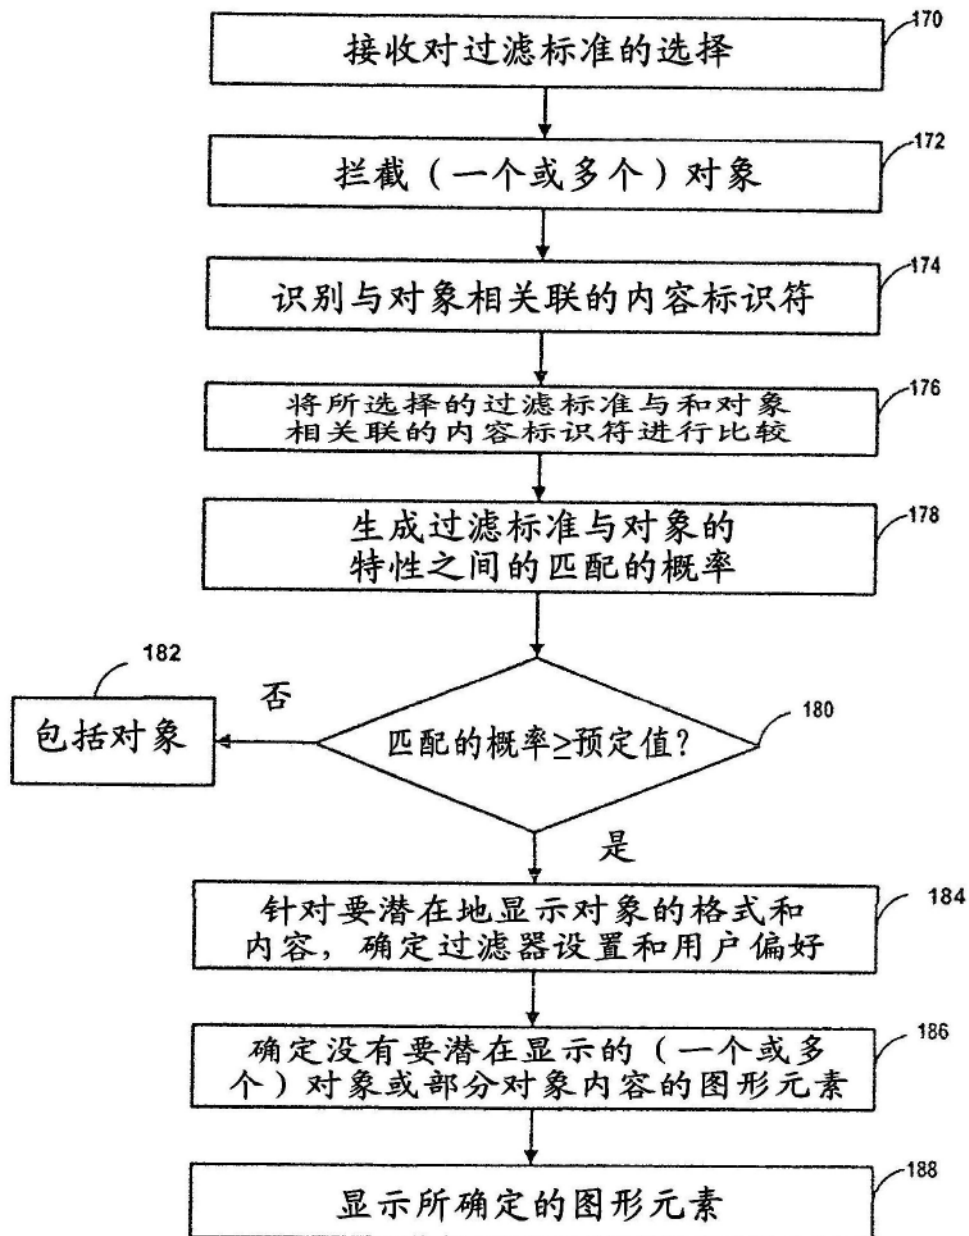 170
接收对过滤标准的选择
172
拦截（一个或多个）对象
174
识别与对象相关联的内容标识符
176
将所选择的过滤标准与和对象
相关联的内容标识符进行比较
178
生成过滤标准与对象的
特性之间的匹配的概率
182
否
包括对象
180
匹配的概率≥预定值?
是
184
针对要潜在地显示对象的格式和
内容，确定过滤器设置和用户偏好
186
确定没有要潜在显示的（一个或多
个）对象或部分对象内容的图形元素
188
显示所确定的图形元素